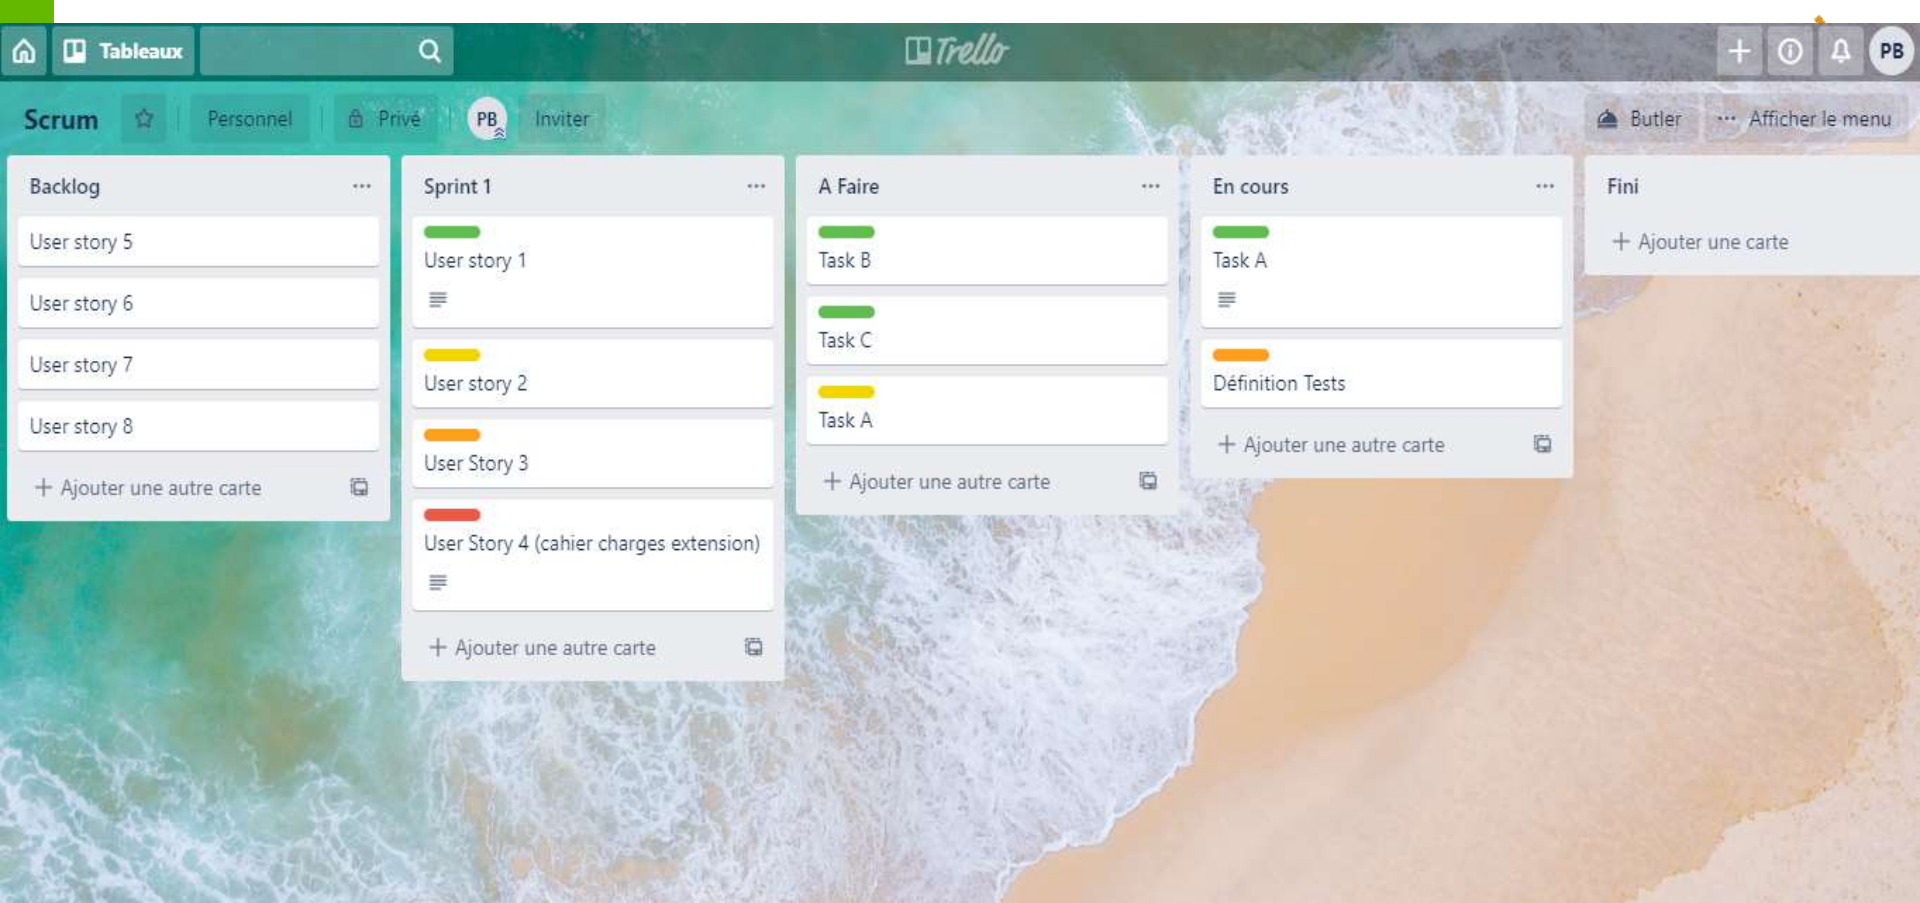 Tableaux
Trello
PB
Scrum
Personnel
Privé
PB
Inviter
Butler
Afficher le menu
Backlog
User story 5
User story 6
User story 7
User story 8
Ajouter une autre carte
Sprint 1
User story 1
User story 2
User Story 3
User Story 4 (cahier charges extension)
Ajouter une autre carte
A Faire
Task B
Task C
Task A
Ajouter une autre carte
En cours
Task A
Définition Tests
Ajouter une autre carte
Fini
Ajouter une carte